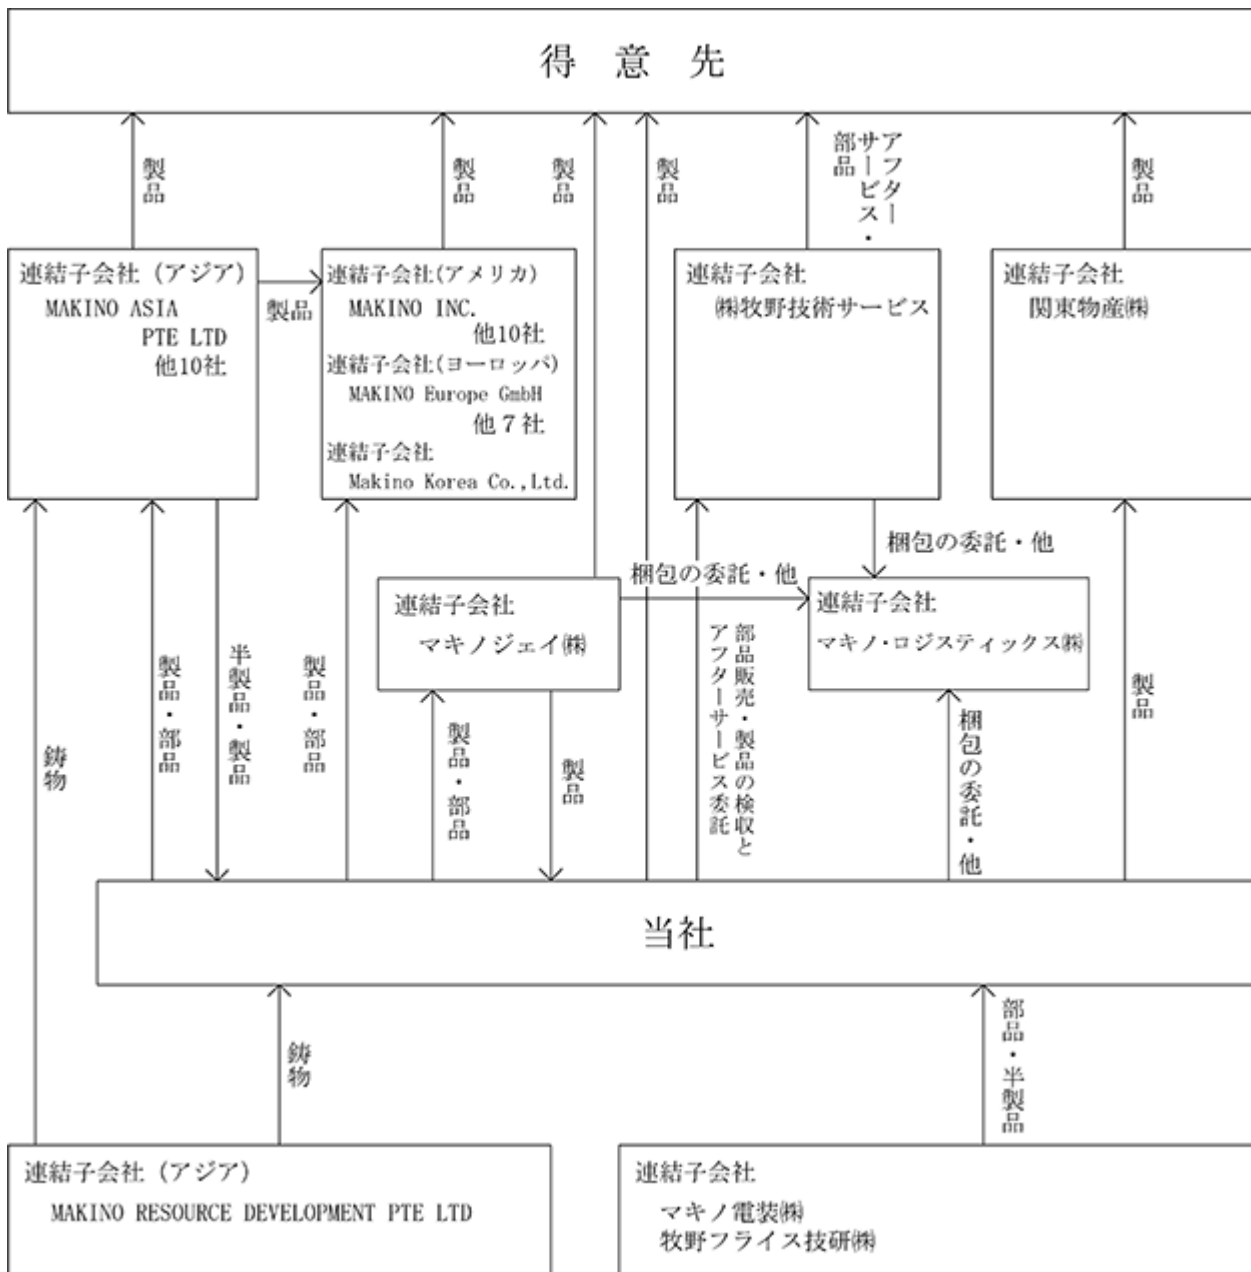 得 意 先
製品
製品
製品
製品
アフター
サービス・
部品
製品
連結子会社 (アジア)
MAKINO ASIA
PTE LTD
他10社
製品
連結子会社(アメリカ)
MAKINO INC.
他10社
連結子会社(ヨーロッパ)
MAKINO Europe GmbH
他７社
連結子会社
Makino Korea Co.,Ltd.
連結子会社
㈱牧野技術サービス
連結子会社
関東物産㈱
梱包の委託・他
梱包の委託・他
連結子会社
マキノジェイ㈱
連結子会社
マキノ・ロジスティックス㈱
鋳物
製品・部品
半製品・製品
製品・部品
製品・部品
製品
部品販売・製品の検収と
アフターサービス委託
梱包の委託・他
製品
当社
鋳物
部品・半製品
連結子会社 (アジア)
MAKINO RESOURCE DEVELOPMENT PTE LTD
連結子会社
マキノ電装㈱
牧野フライス技研㈱